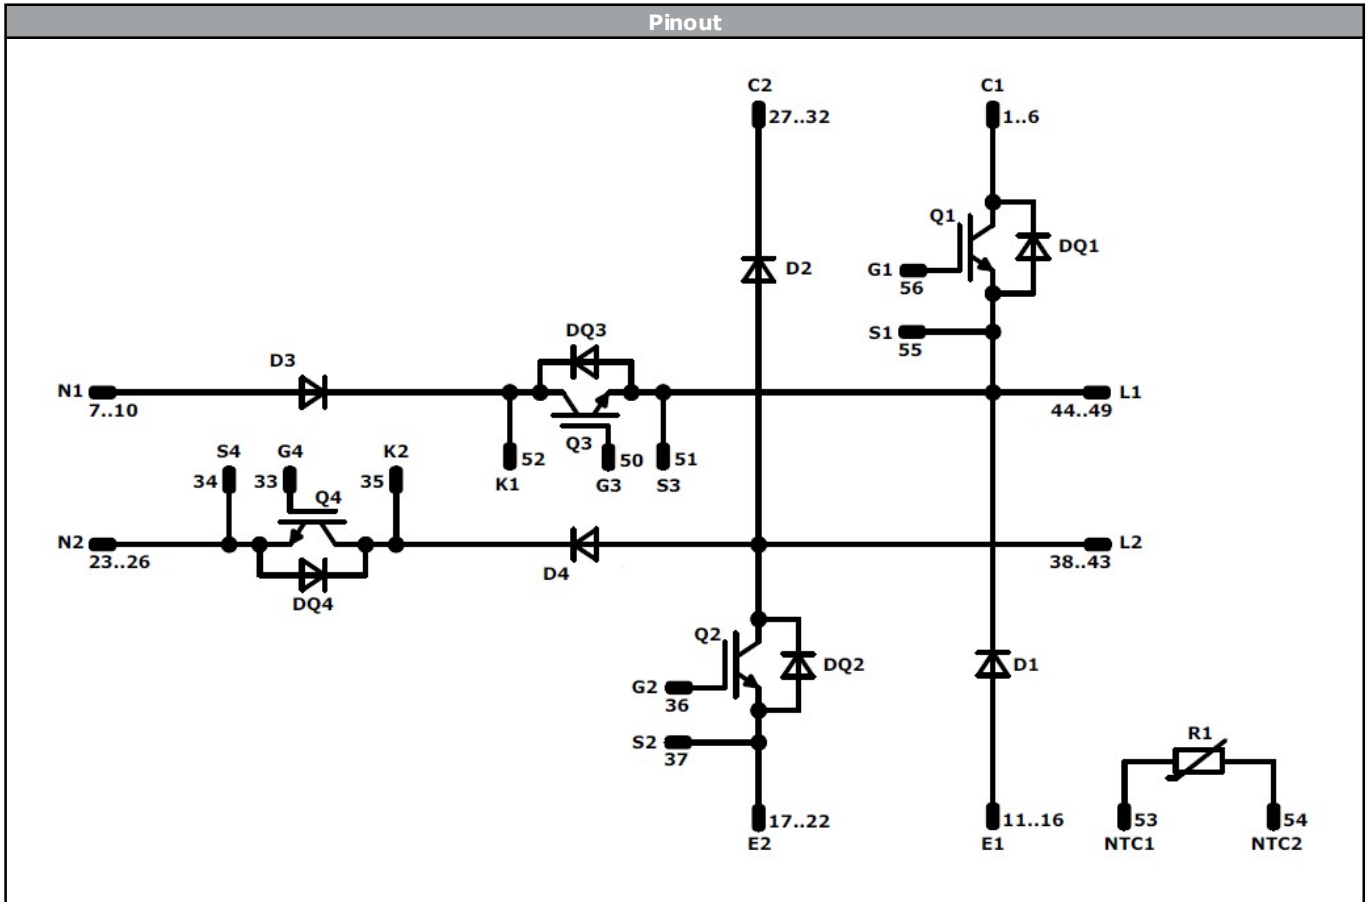 Pinout
C2
27..32
C1
1..6
Q1
DQ1
G1
56
D2
S1
55
DQ3
D3
N1
7..10
L1
44..49
Q3
52
K1
50
G3
51
S3
S4
34
G4
33
K2
35
Q4
N2
23..26
DQ4
D4
L2
38..43
Q2
DQ2
G2
36
D1
S2
37
R1
17..22
E2
11..16
E1
53
NTC1
54
NTC2